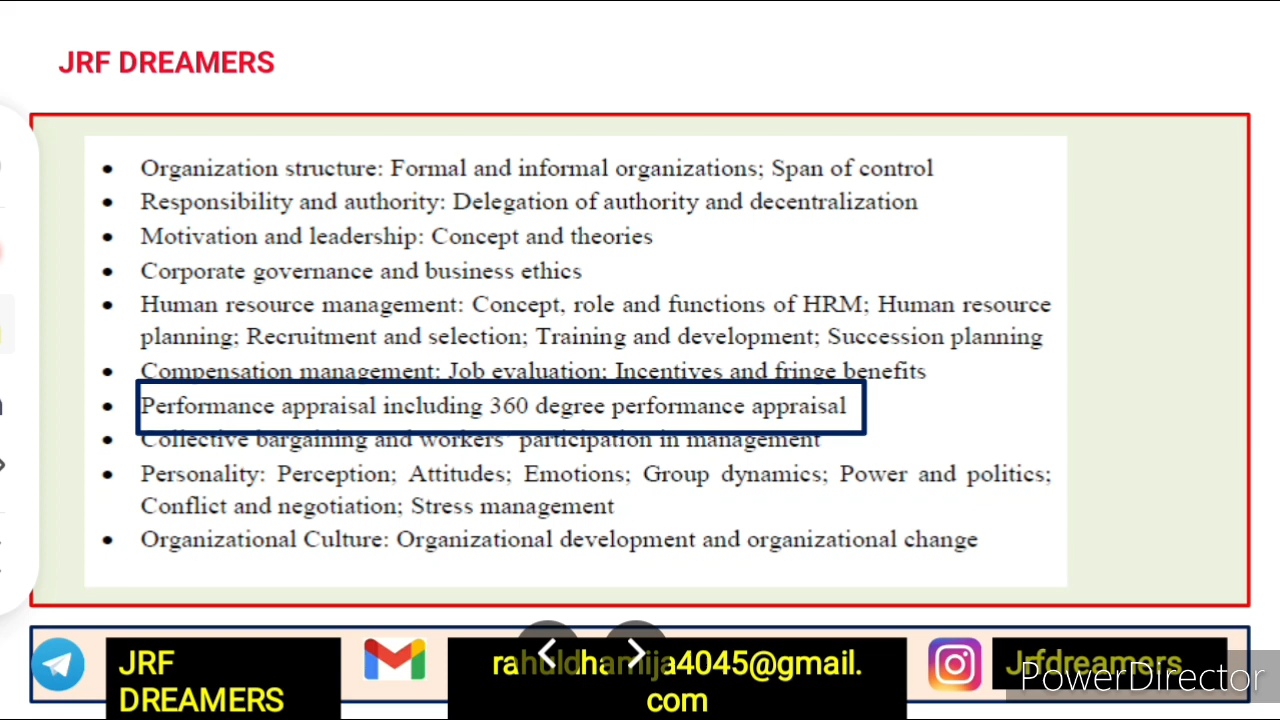 JRF DREAMERS
• Organization structure: Formal and informal organizations; Span of control
• Responsibility and authority: Delegation of authority and decentralization
• Motivation and leadership: Concept and theories
• Corporate governance and business ethics
• Human resource management: Concept, role and functions of HRM; Human resource
planning; Recruitment and selection; Training and development; Succession planning
• Compensation management: Job evaluation; Incentives and fringe benefits
• Performance appraisal including 360 degree performance appraisal
• Collective bargaining and workers' participation in management
• Personality: Perception; Attitudes; Emotions; Group dynamics; Power and politics;
Conflict and negotiation; Stress management
• Organizational Culture: Organizational development and organizational change
JRF
DREAMERS
rahuldhamija4045@gmail.
com
Jrfdreamers
PowerDirector